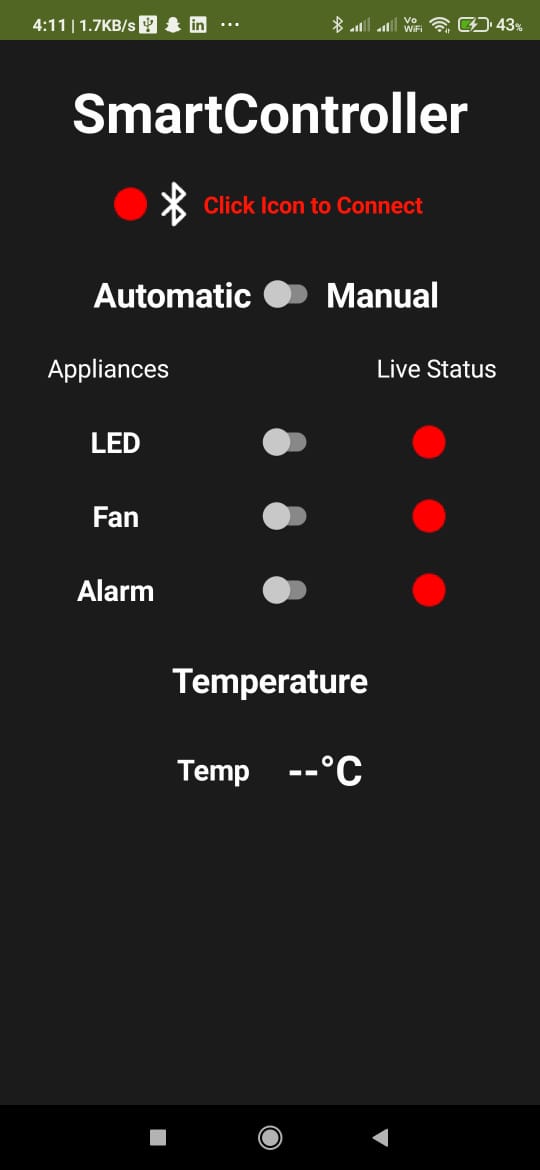 4:11 | 1.7KB/s in ...
Vo WiFi 43%
SmartController
Click Icon to Connect
Automatic Manual
Appliances Live Status
LED
Fan
Alarm
Temperature
Temp --°C